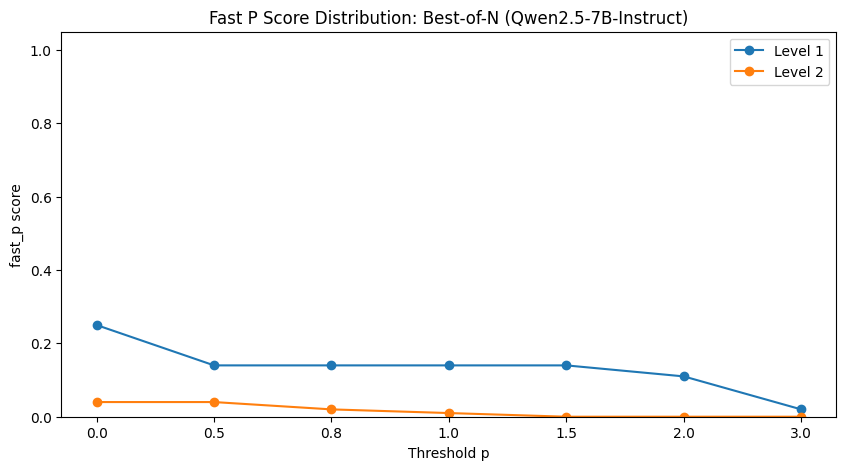 Fast P Score Distribution: Best-of-N (Qwen2.5-7B-Instruct)
Level 1
Level 2
1.0
0.8
0.6
0.4
0.2
0.0
fast_p score
0.0 0.5 0.8 1.0 1.5 2.0 3.0
Threshold p